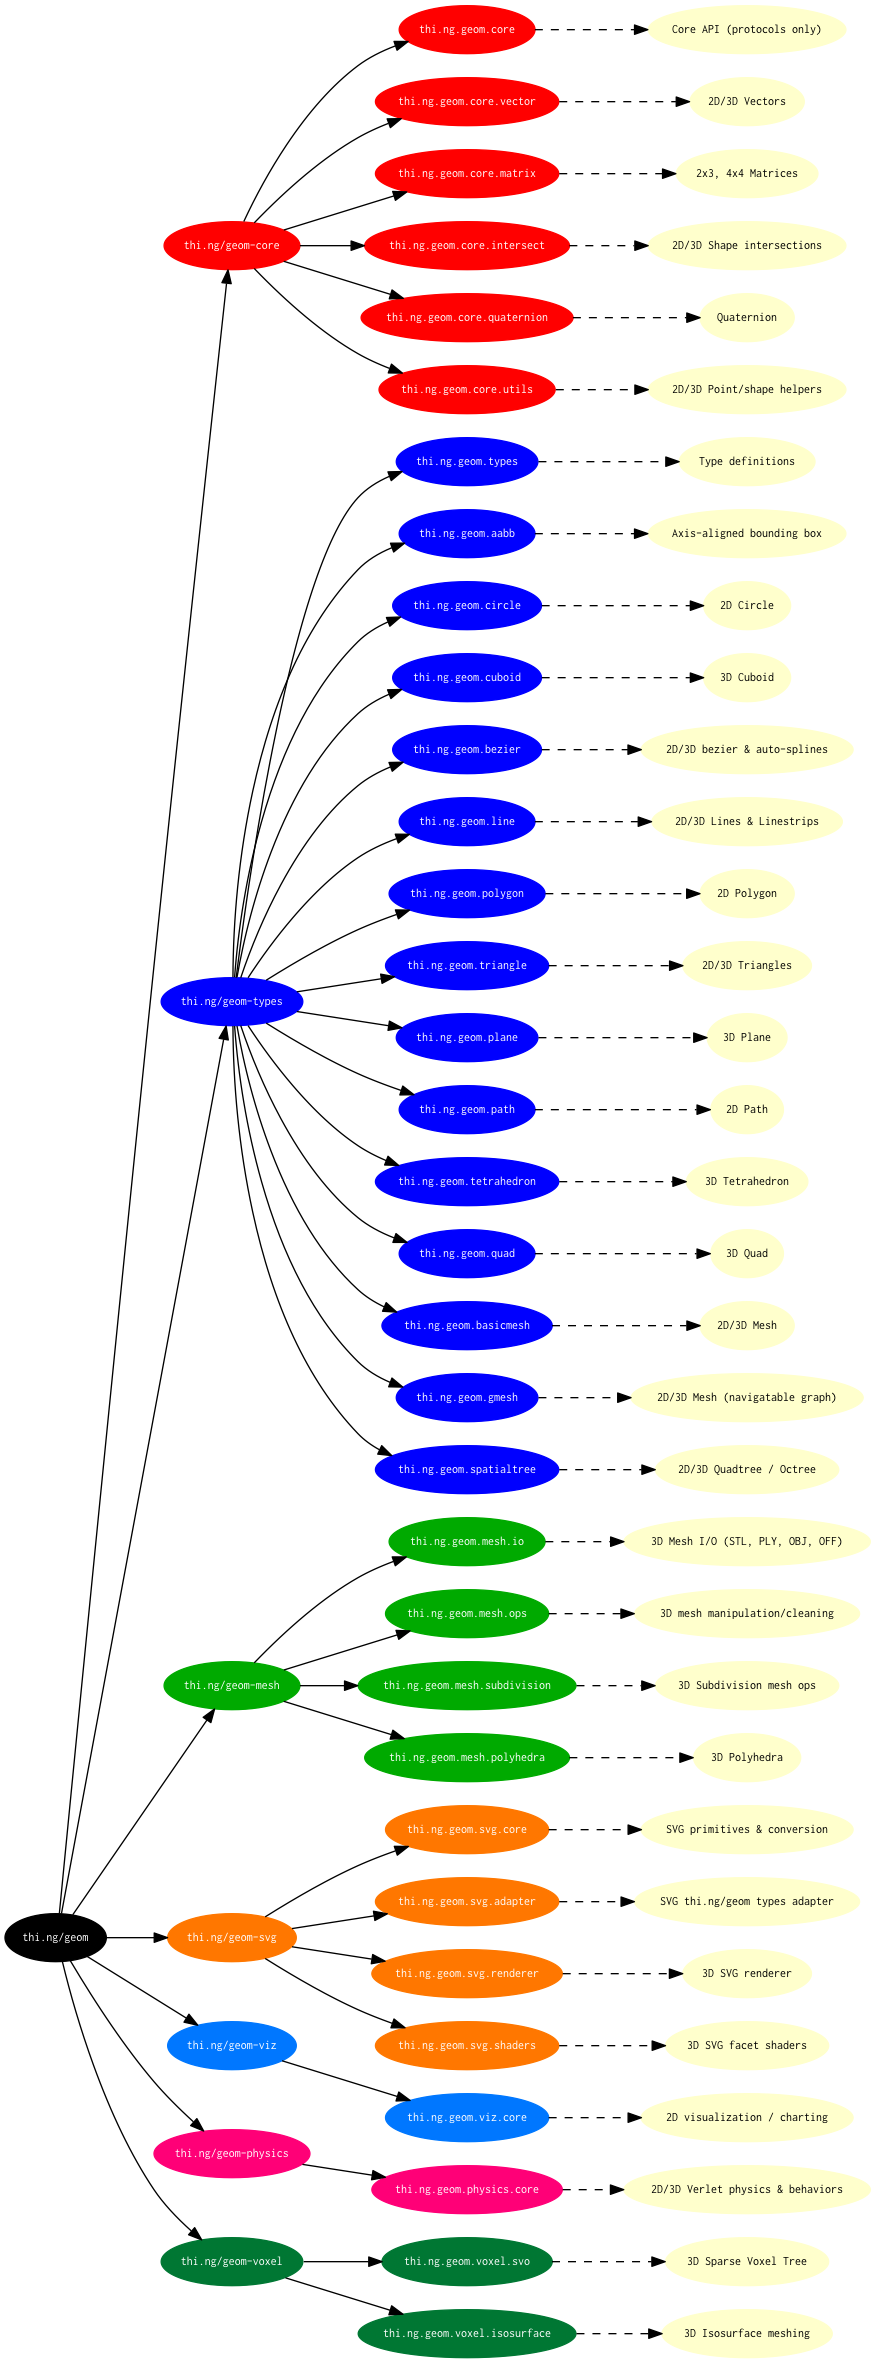 thi.ng.geom.core
Core API (protocols only)
thi.ng.geom.core.vector
2D/3D Vectors
thi.ng.geom.core.matrix
2x3, 4x4 Matrices
thi.ng/geom-core
thi.ng.geom.core.intersect
2D/3D Shape intersections
thi.ng.geom.core.quaternion
Quaternion
thi.ng.geom.core.utils
2D/3D Point/shape helpers
thi.ng.geom.types
Type definitions
thi.ng.geom.aabb
Axis-aligned bounding box
thi.ng.geom.circle
2D Circle
thi.ng.geom.cuboid
3D Cuboid
thi.ng.geom.bezier
2D/3D bezier & auto-splines
thi.ng.geom.line
2D/3D Lines & Linestrips
thi.ng.geom.polygon
2D Polygon
thi.ng.geom.triangle
2D/3D Triangles
thi.ng/geom-types
thi.ng.geom.plane
3D Plane
thi.ng.geom.path
2D Path
thi.ng.geom.tetrahedron
3D Tetrahedron
thi.ng.geom.quad
3D Quad
thi.ng.geom.basicmesh
2D/3D Mesh
thi.ng.geom.gmesh
2D/3D Mesh (navigatable graph)
thi.ng.geom.spatialtree
2D/3D Quadtree / Octree
thi.ng.geom.mesh.io
3D Mesh I/O (STL, PLY, OBJ, OFF)
thi.ng.geom.mesh.ops
3D mesh manipulation/cleaning
thi.ng/geom-mesh
thi.ng.geom.mesh.subdivision
3D Subdivision mesh ops
thi.ng.geom.mesh.polyhedra
3D Polyhedra
thi.ng.geom.svg.core
SVG primitives & conversion
thi.ng.geom.svg.adapter
SVG thi.ng/geom types adapter
thi.ng/geom
thi.ng/geom-svg
thi.ng.geom.svg.renderer
3D SVG renderer
thi.ng/geom-viz
thi.ng.geom.svg.shaders
3D SVG facet shaders
thi.ng.geom.viz.core
2D visualization / charting
thi.ng/geom-physics
thi.ng.geom.physics.core
2D/3D Verlet physics & behaviors
thi.ng/geom-voxel
thi.ng.geom.voxel.svo
3D Sparse Voxel Tree
thi.ng.geom.voxel.isosurface
3D Isosurface meshing